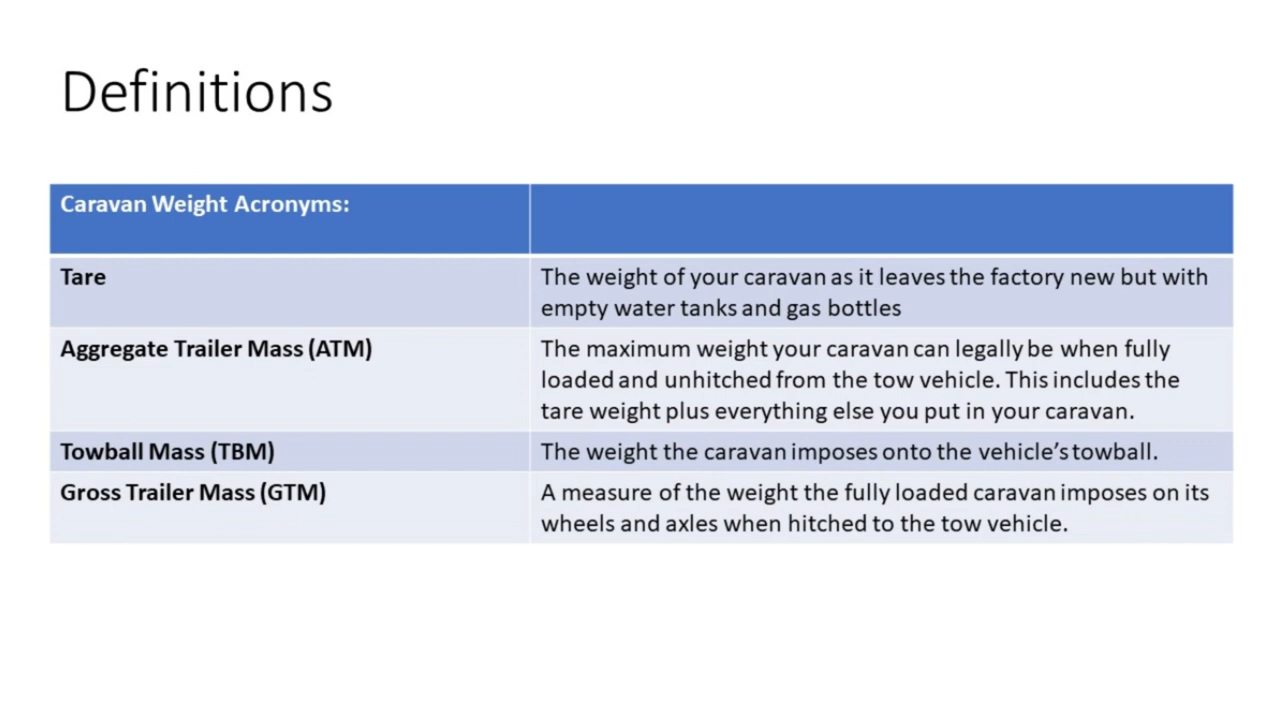 Definitions
Caravan Weight Acronyms:
Tare
The weight of your caravan as it leaves the factory new but with
empty water tanks and gas bottles
Aggregate Trailer Mass (ATM)
The maximum weight your caravan can legally be when fully
loaded and unhitched from the tow vehicle. This includes the
tare weight plus everything else you put in your caravan.
Towball Mass (TBM)
The weight the caravan imposes onto the vehicle’s towball.
Gross Trailer Mass (GTM)
A measure of the weight the fully loaded caravan imposes on its
wheels and axles when hitched to the tow vehicle.